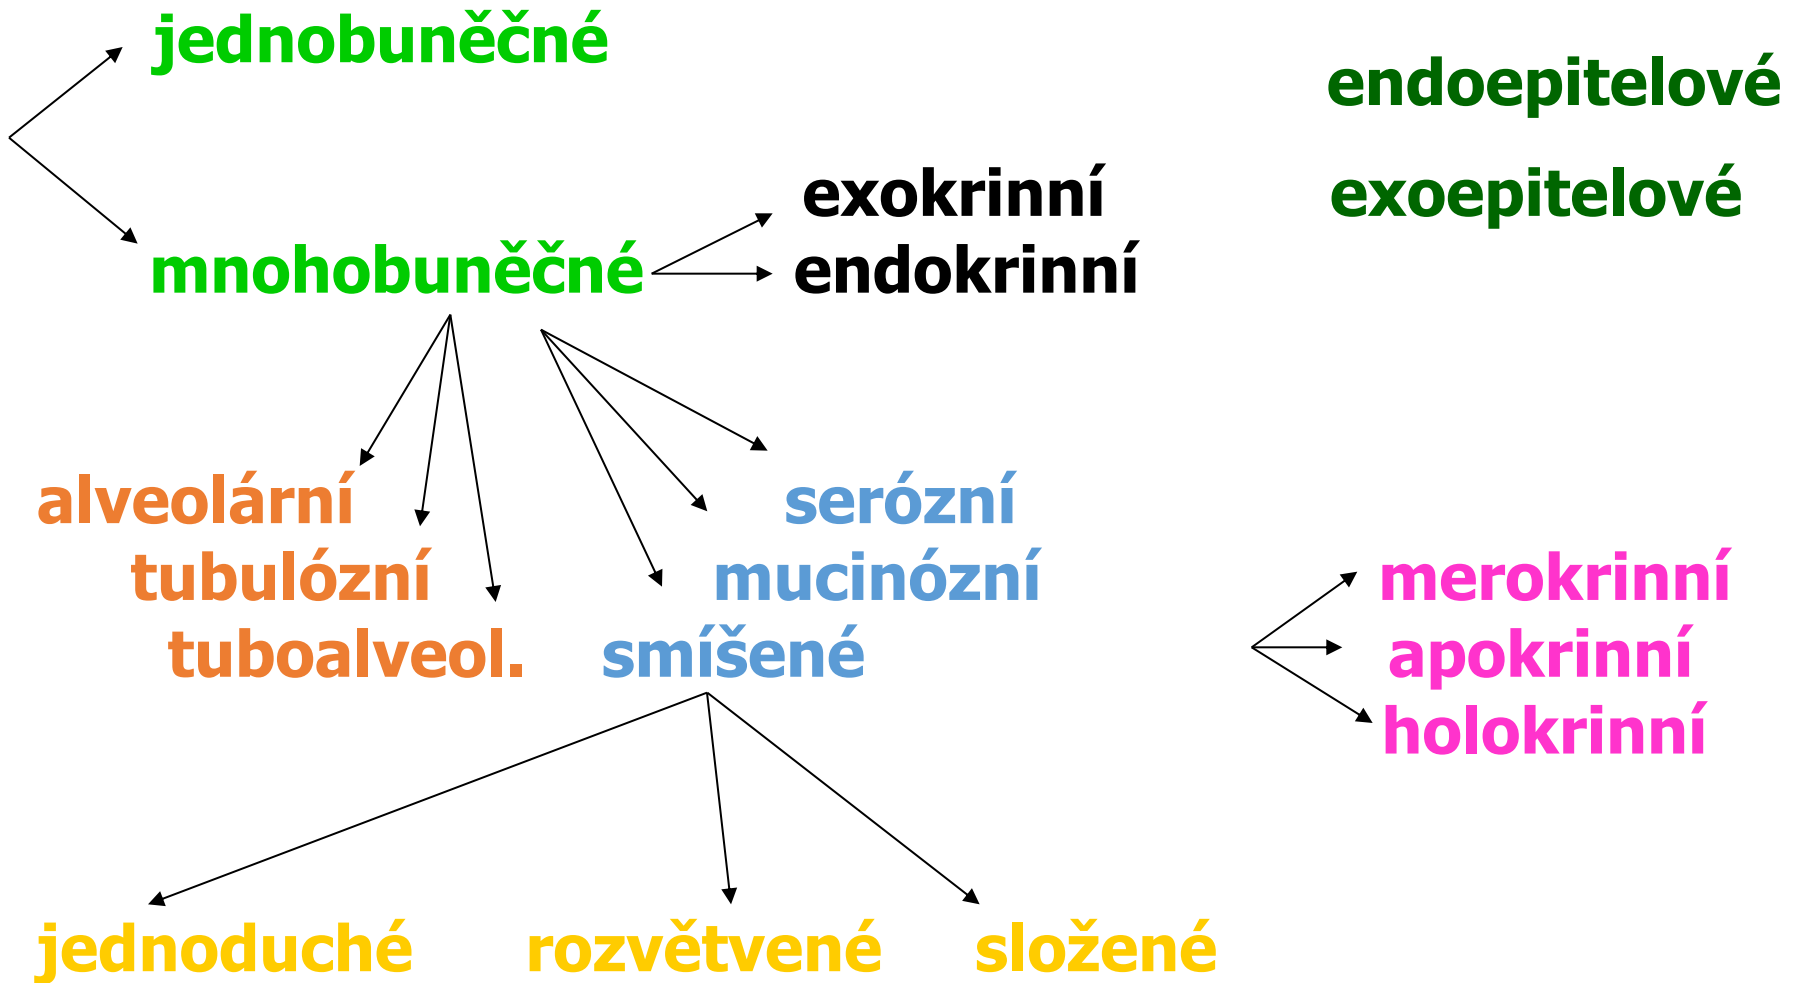 jednobuněčné
endoepitelové
exokrinní
exoepitelové
mnohobuněčné
endokrinní
alveolární
serózní
tubulózní
mucinózní
merokrinní
tuboalveol.
smíšené
apokrinní
holokrinní
jednoduché
rozvětvené
složené